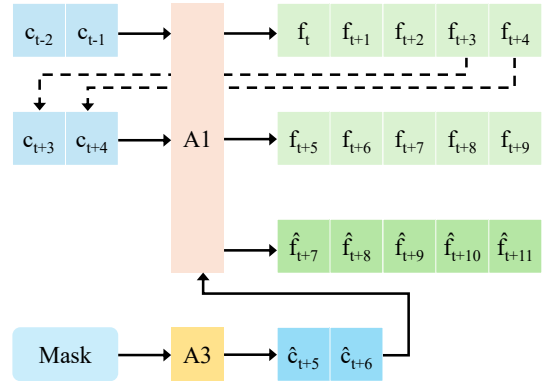 c_{t-2} c_{t-1} f_t f_{t+1} f_{t+2} f_{t+3} f_{t+4}
c_{t+3} c_{t+4} A1 f_{t+5} f_{t+6} f_{t+7} f_{t+8} f_{t+9}
f̂_{t+7} f̂_{t+8} f̂_{t+9} f̂_{t+10} f̂_{t+11}
Mask A3 ĉ_{t+5} ĉ_{t+6}